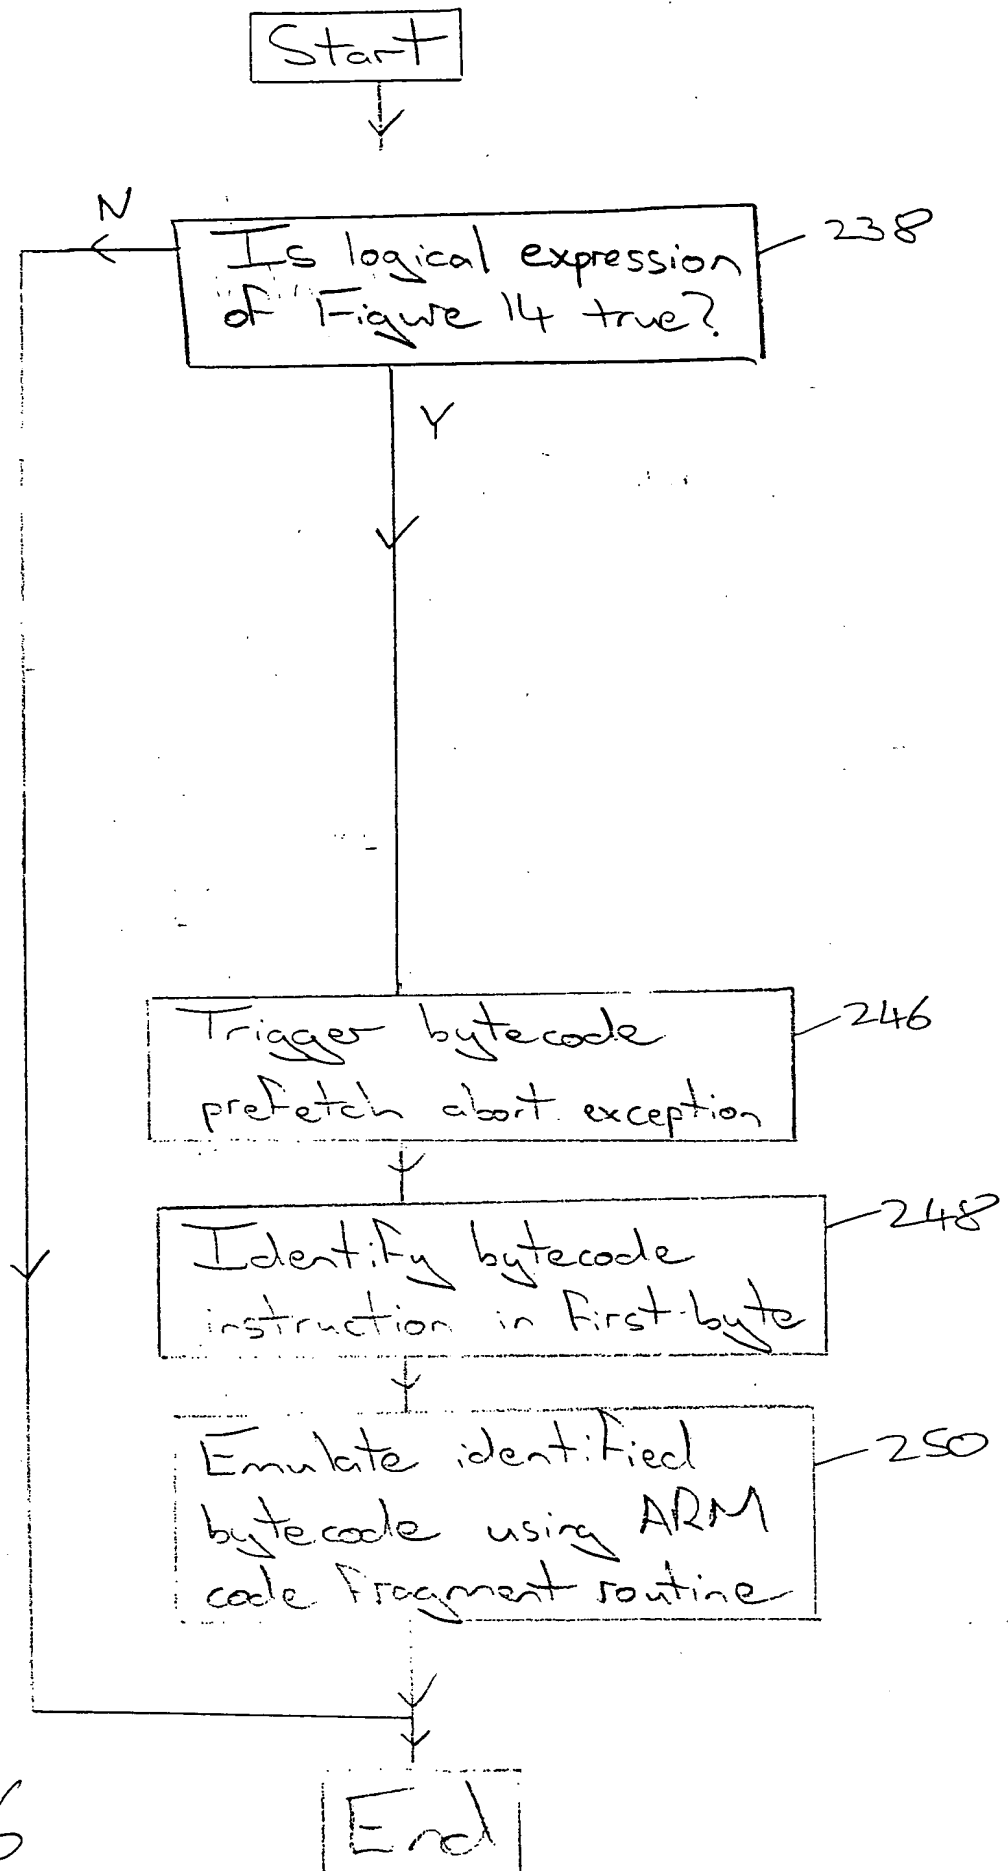 Start
N
Is logical expression
of Figure 14 true?
238
Y
Trigger bytecode
prefetch abort exception
246
Identify bytecode
instruction in first byte
248
Emulate identified
bytecode using ARM
code fragment routine
250
6
End